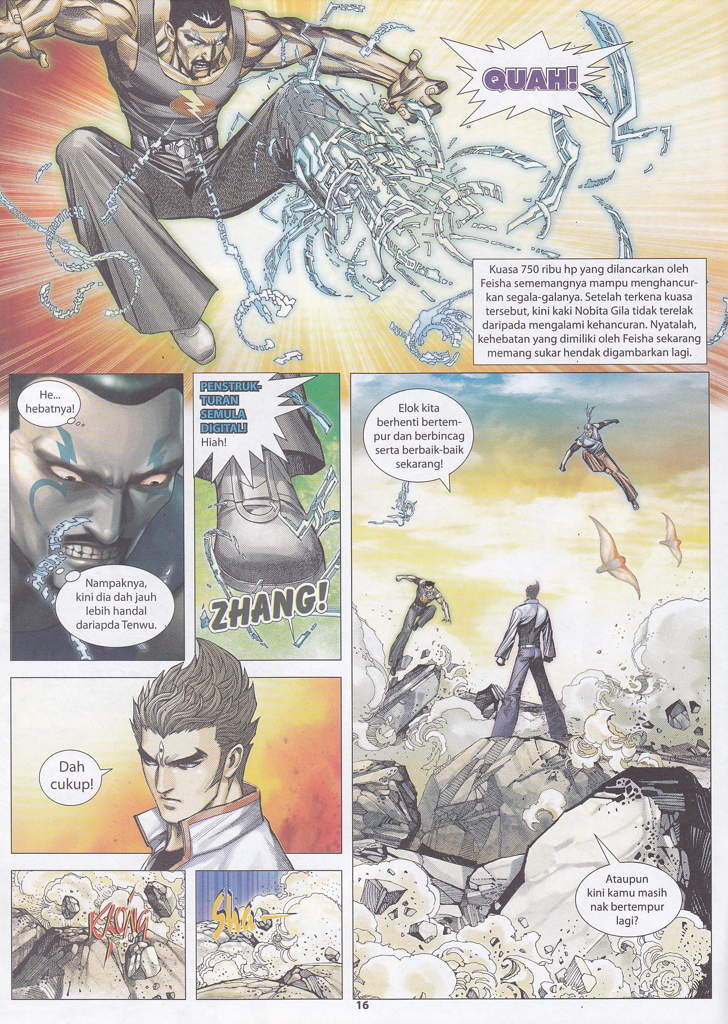 QUAH!
Kuasa 750 ribu hp yang dilancarkan oleh
Feisha sememangnya mampu menghancur-
kan segala-galanya. Setelah terkena kuasa
tersebut, kini kaki Nobita Gila tidak terelak
daripada mengalami kehancuran. Nyatalah,
kehebatan yang dimiliki oleh Feisha sekarang
memang sukar hendak digambarkan lagi.
He...
hebatnya!
Nampaknya,
kini dia dah jauh
lebih handal
dariapda Tenwu.
PENSTRUK-
TURAN
SEMULA
DIGITAL!
Hiah!
ZHANG!
Elok kita
berhenti bertem-
pur dan berbincag
serta berbaik-baik
sekarang!
Dah
cukup!
Ataupun
kini kamu masih
nak bertempur
lagi?
Sha
16